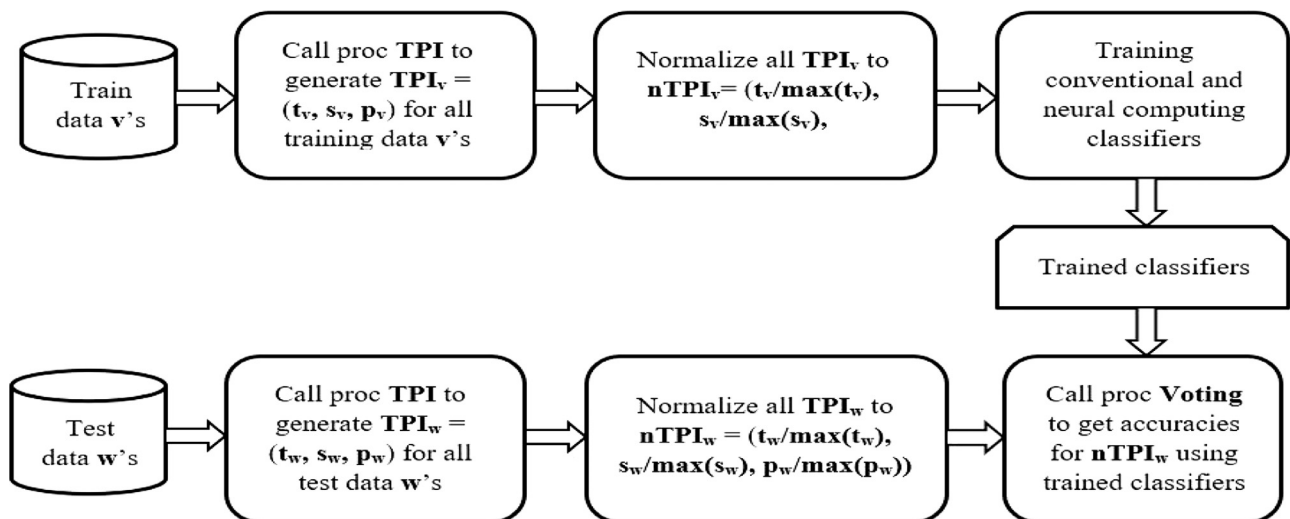 Train
data v's
Call proc TPI to
generate TPIv =
(tv, sv, pv) for all
training data v's
Normalize all TPIv to
nTPIv= (tv/max(tv),
sv/max(sv),
Training
conventional and
neural computing
classifiers
Trained classifiers
Test
data w's
Call proc TPI to
generate TPIw =
(tw, sw, pw) for all
test data w's
Normalize all TPIw to
nTPIw = (tw/max(tw),
sw/max(sw), pw/max(pw))
Call proc Voting
to get accuracies
for nTPIw using
trained classifiers